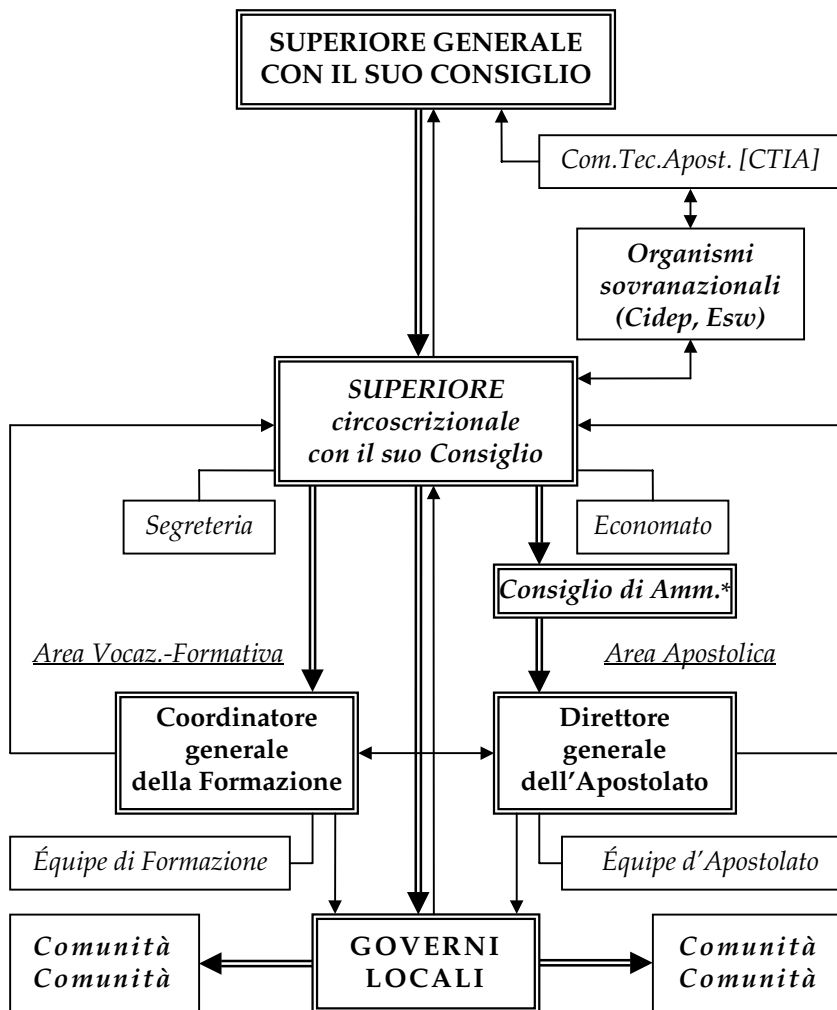 SUPERIORE GENERALE
CON IL SUO CONSIGLIO
Com.Tec.Apost. [CTIA]
Organismi
sovranazionali
(Cidep, Esw)
SUPERIORE
circoscrizionale
con il suo Consiglio
Segreteria
Economato
Consiglio di Amm.*
Area Vocaz.-Formativa
Area Apostolica
Coordinatore
generale
della Formazione
Direttore
generale
dell'Apostolato
Équipe di Formazione
Équipe d'Apostolato
Comunità
Comunità
GOVERNI
LOCALI
Comunità
Comunità